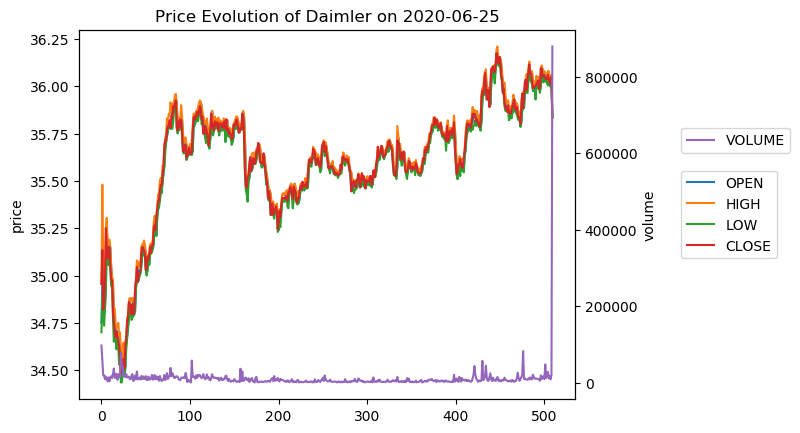 Price Evolution of Daimler on 2020-06-25
price
36.25
36.00
35.75
35.50
35.25
35.00
34.75
34.50
0
100
200
300
400
500
800000
600000
400000
200000
0
volume
VOLUME
OPEN
HIGH
LOW
CLOSE